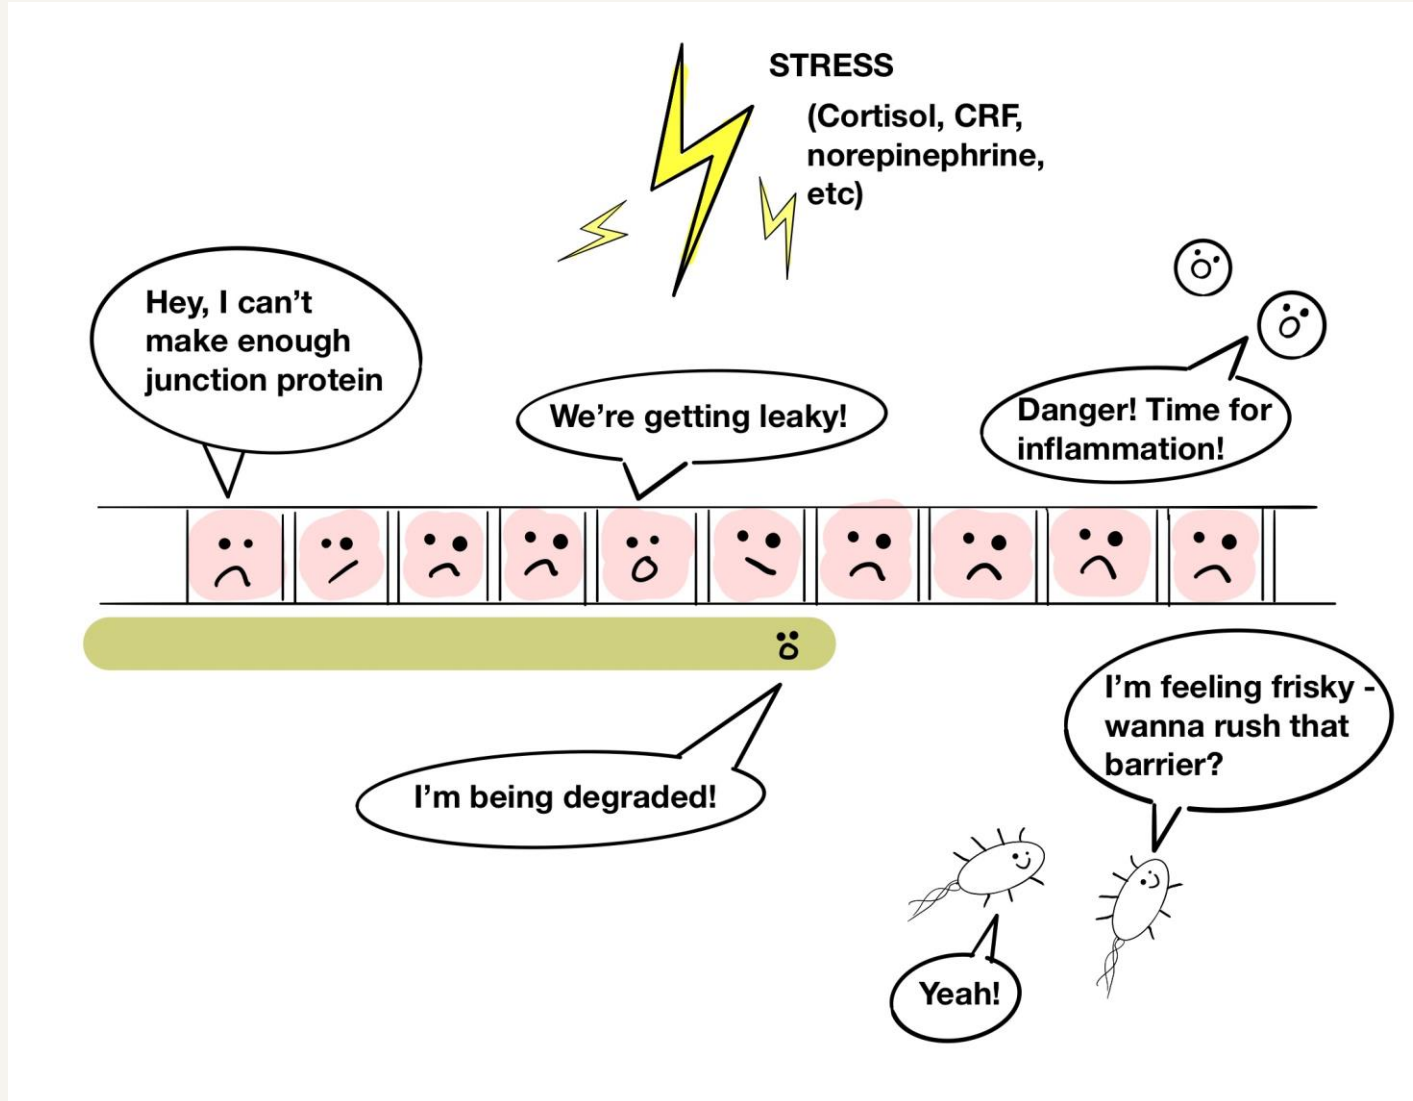 STRESS
(Cortisol, CRF,
norepinephrine,
etc)
Hey, I can’t
make enough
junction protein
We’re getting leaky!
Danger! Time for
inflammation!
I’m being degraded!
I’m feeling frisky -
wanna rush that
barrier?
Yeah!